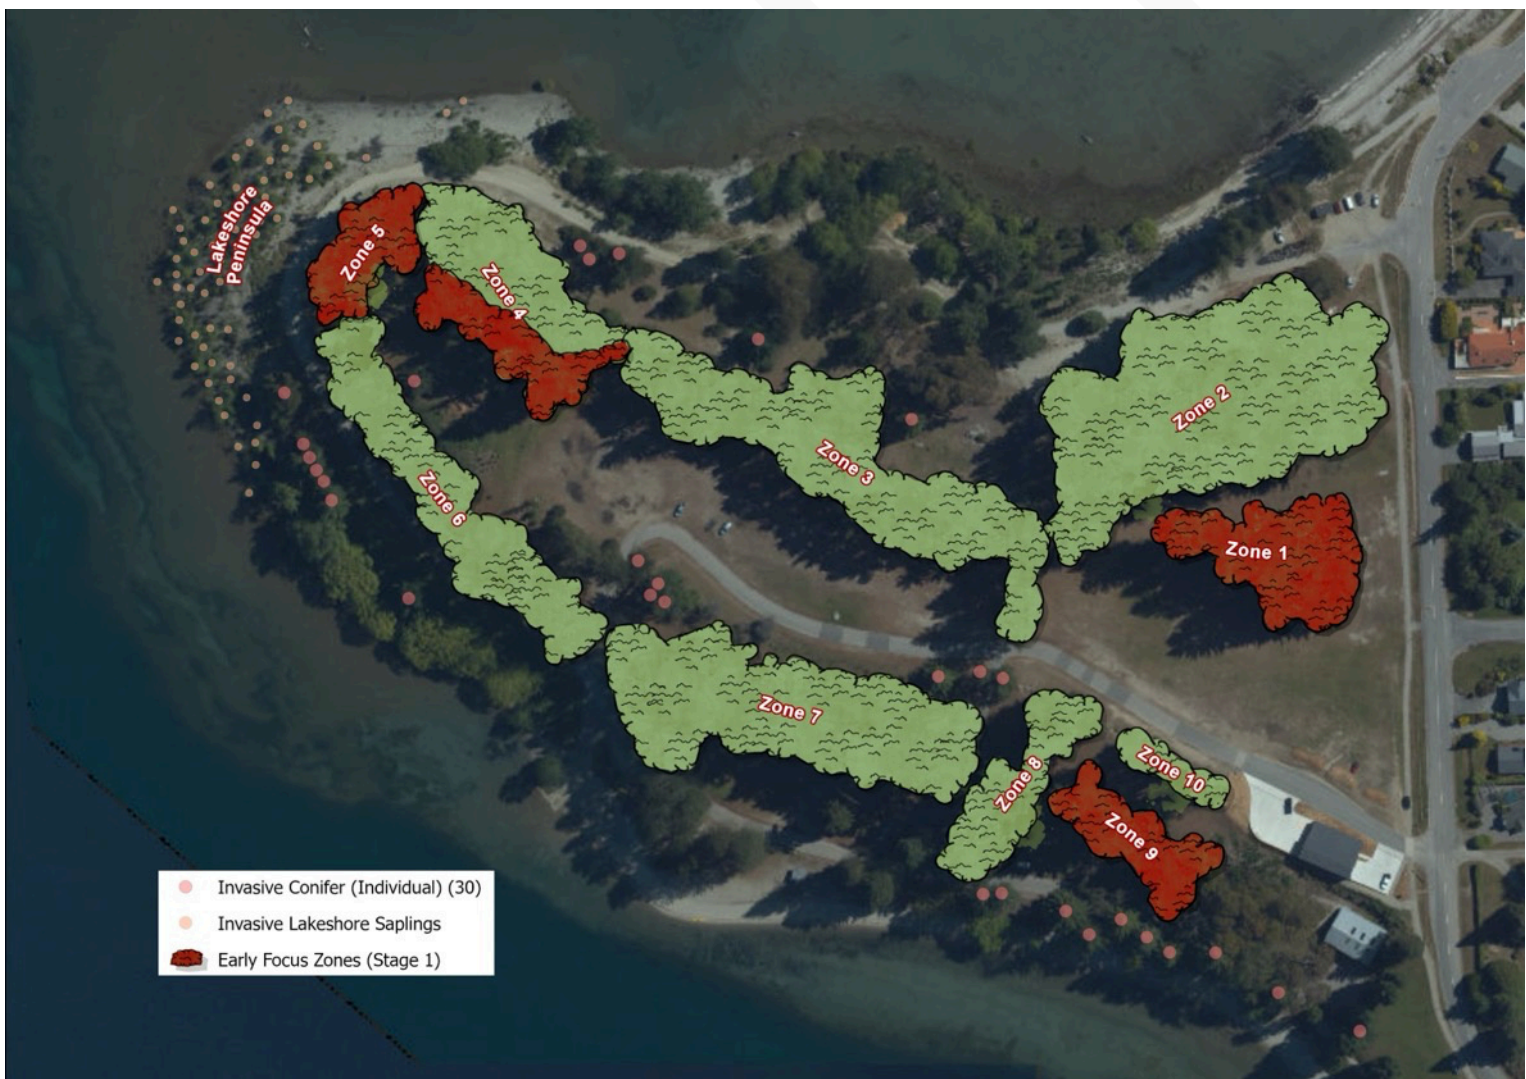 Lakeshore
Peninsula
Zone 5
Zone 4
Zone 2
Zone 3
Zone 6
Zone 1
Zone 7
Zone 8
Zone 10
Zone 9
Invasive Conifer (Individual) (30)
Invasive Lakeshore Saplings
Early Focus Zones (Stage 1)